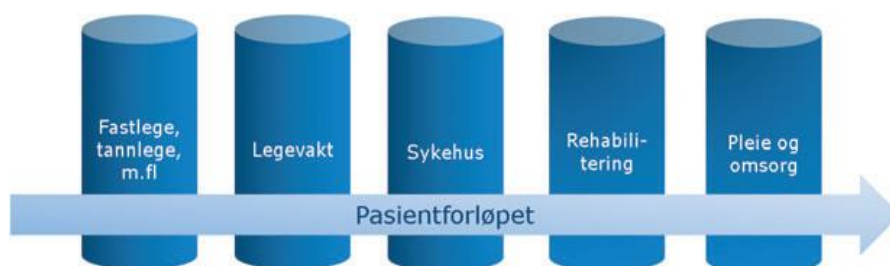 Fastlege,
tannlege,
m.fl
Legevakt
Sykehus
Rehabili-
tering
Pleie og
omsorg
Pasientforløpet